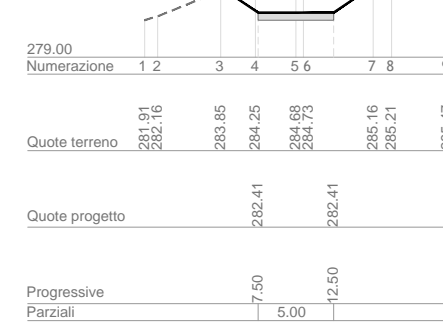 279.00
Numerazione 1 2 3 4 5 6 7 8
Quote terreno 281.91 282.16 283.85 284.25 284.68 284.73 285.16 285.21
Quote progetto 282.41 282.41
Progressive 7.50 12.50
Parziali 5.00